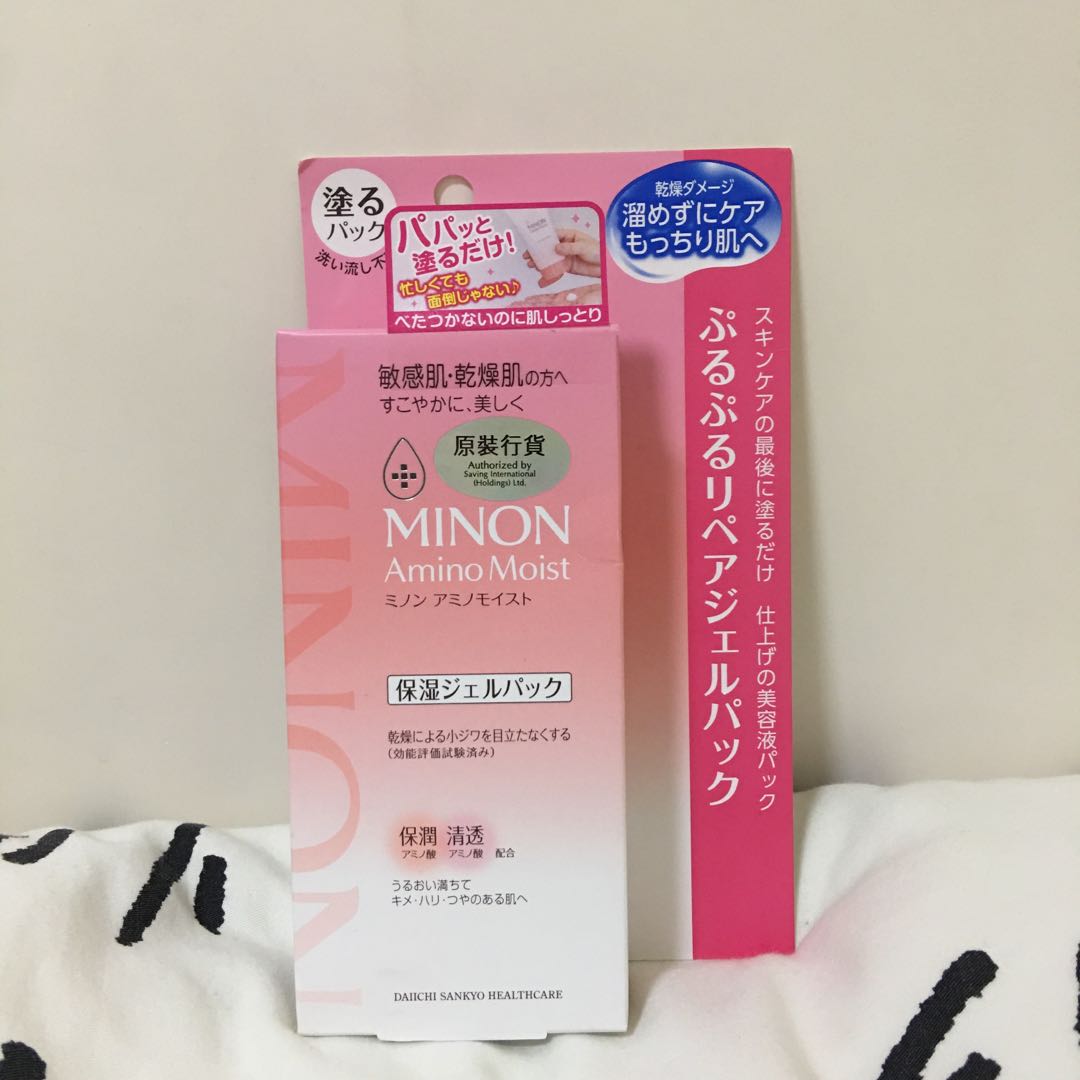 塗る
パック
洗い流し不
パパッと
塗るだけ!
忙しくても
面倒じゃない♪
べたつかないのに肌しっとり
MINON
乾燥ダメージ
溜めずにケア
もっちり肌へ
スキンケアの最後に塗るだけ 仕上げの美容液パック
ぷるぷるリペアジェルパック
MINON
敏感肌・乾燥肌の方へ
すこやかに、美しく
原裝行貨
Authorized by
Saving International
(Holdings) Ltd.
MINON
Amino Moist
ミノン アミノモイスト
保湿ジェルパック
乾燥による小ジワを目立たなくする
(効能評価試験済み)
保潤 清透
アミノ酸 アミノ酸 配合
うるおい満ちて
キメ・ハリ・つやのある肌へ
DAIICHI SANKYO HEALTHCARE